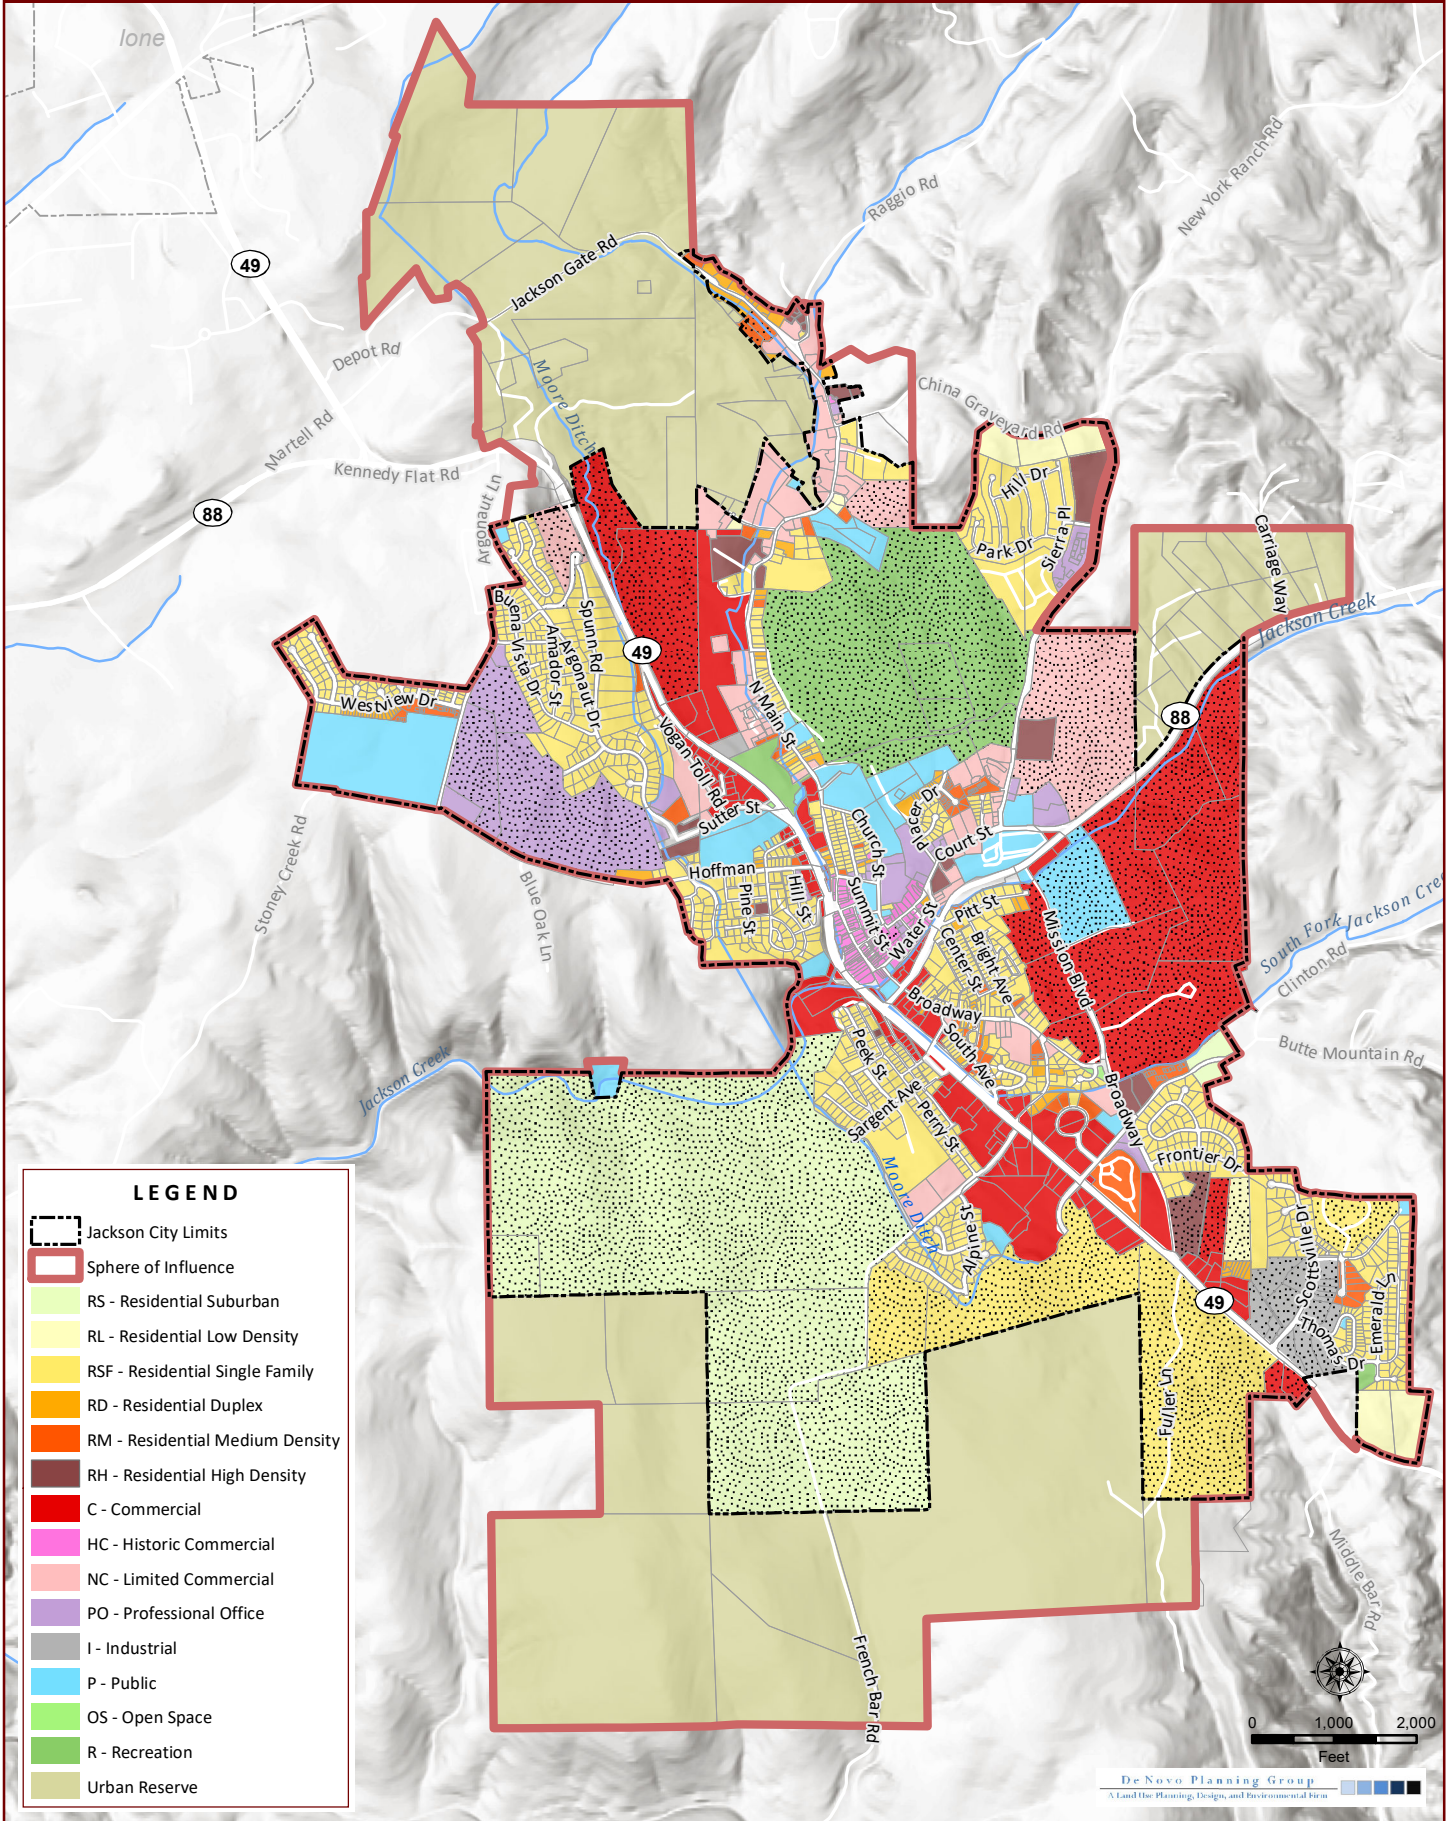 Ione
49
Raggio Rd
New York Ranch Rd
Jackson Gate Rd
Depot Rd
Moore Ditch
Martell Rd
Kennedy Flat Rd
Argonaut Ln
88
China Graveyard Rd
Hill Dr
Park Dr
Sierra Pl
Carriage Way
Jackson Creek
Buena Vista Dr
Amador St
Argonaut Dr
Spunn Rd
49
Westview Dr
N Main St
Vogan Toll Rd
Sutter St
88
Placer Dr
Church St
Court St
Stoney Creek Rd
Blue Oak Ln
Hoffman
Pine St
Hill St
Summit St
Water St
Pitt St
Center St
Bright Ave
Mission Blvd
South Fork Jackson Cree
Clinton Rd
Butte Mountain Rd
Broadway
South Ave
Peek St
Sargent Ave
Perry St
Broadway
Frontier Dr
Jackson Creek
Moore Ditch
Alpine St
Scottsville Dr
Emerald Ln
Thomas Dr
49
Fuller Ln
Middle Bar Rd
French Bar Rd
LEGEND
Jackson City Limits
Sphere of Influence
RS - Residential Suburban
RL - Residential Low Density
RSF - Residential Single Family
RD - Residential Duplex
RM - Residential Medium Density
RH - Residential High Density
C - Commercial
HC - Historic Commercial
NC - Limited Commercial
PO - Professional Office
I - Industrial
P - Public
OS - Open Space
R - Recreation
Urban Reserve
0 1,000 2,000
Feet
De Novo Planning Group
A Land Use Planning, Design, and Environmental Firm